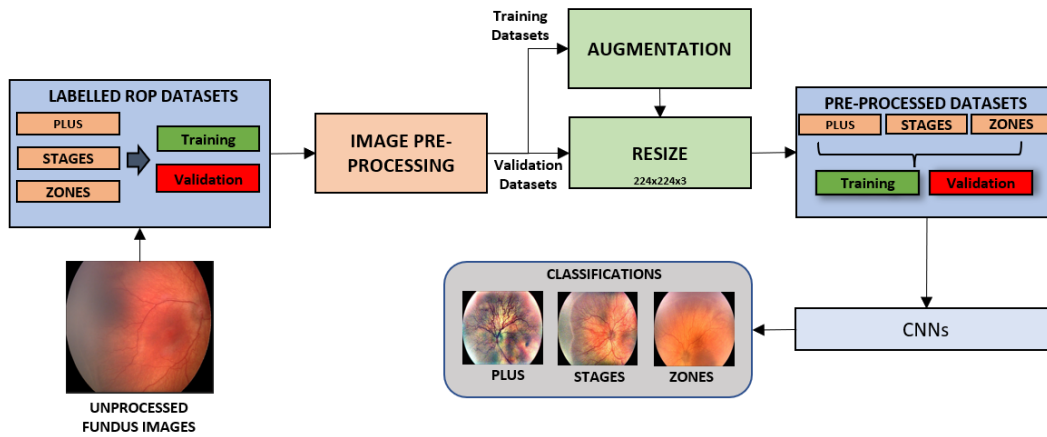 Training
Datasets
AUGMENTATION
LABELLED ROP DATASETS
PLUS
STAGES
ZONES
Training
Validation
IMAGE PRE-
PROCESSING
Validation
Datasets
RESIZE
224x224x3
PRE-PROCESSED DATASETS
PLUS
STAGES
ZONES
Training
Validation
UNPROCESSED
FUNDUS IMAGES
CLASSIFICATIONS
PLUS
STAGES
ZONES
CNNs